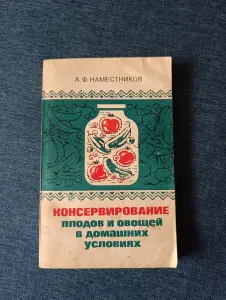 А.Ф. НАМЕСТНИКОВ
КОНСЕРВИРОВАНИЕ
ПЛОДОВ И ОВОЩЕЙ
В ДОМАШНИХ
УСЛОВИЯХ